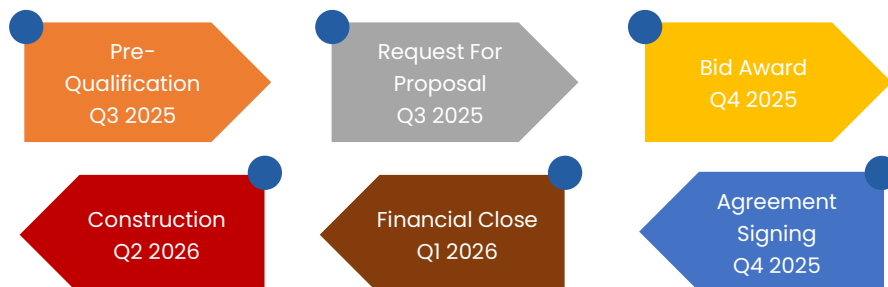 Pre-
Qualification
Q3 2025
Request For
Proposal
Q3 2025
Bid Award
Q4 2025
Agreement
Signing
Q4 2025
Financial Close
Q1 2026
Construction
Q2 2026